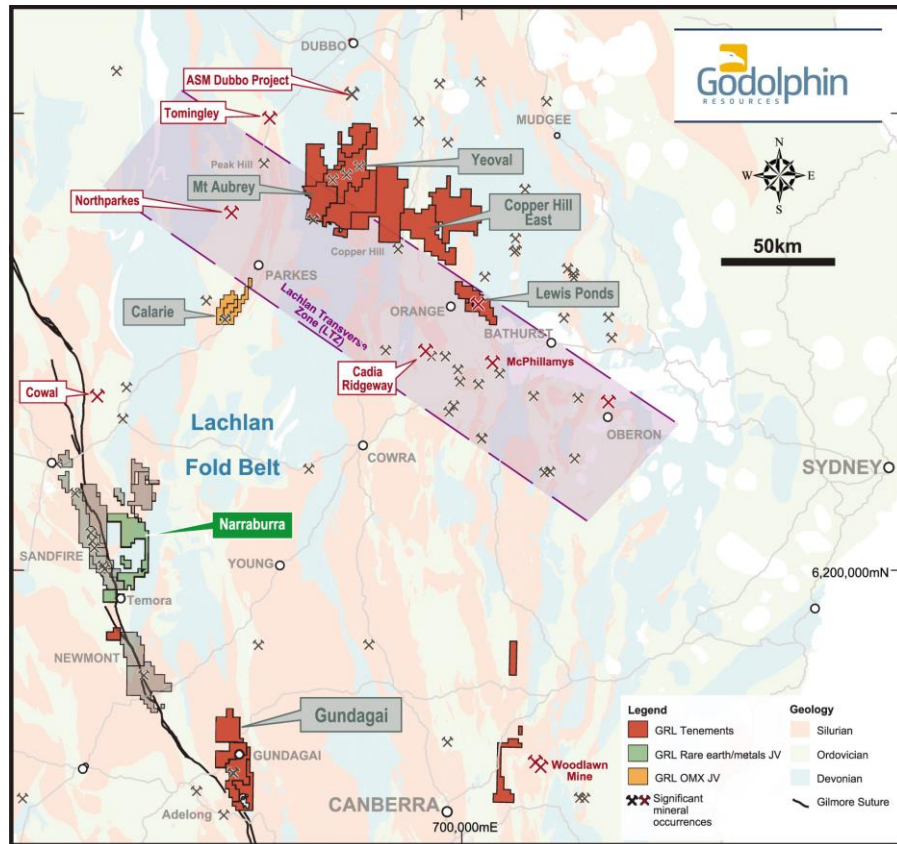 DUBBO
ASM Dubbo Project
Godolphin
RESOURCES
Tomingley
MUDGEE
Peak Hill
Yeoval
Mt Aubrey
N
W
E
S
Northparkes
Copper Hill
East
Copper Hill
50km
PARKES
Lachlan Transverse
Zone (LTZ)
Calarie
ORANGE
Lewis Ponds
BATHURST
Cadia
Ridgeway
McPhillamys
Cowal
OBERON
Lachlan
Fold Belt
COWRA
SYDNEY
Narraburra
SANDFIRE
YOUNG
6,200,000mN
Temora
NEWMONT
Gundagai
GUNDAGAI
Woodlawn
Mine
Adelong
CANBERRA
700,000mE
Legend
GRL Tenements
GRL Rare earth/metals JV
GRL OMX JV
Significant
mineral
occurrences
Geology
Silurian
Ordovician
Devonian
Gilmore Suture